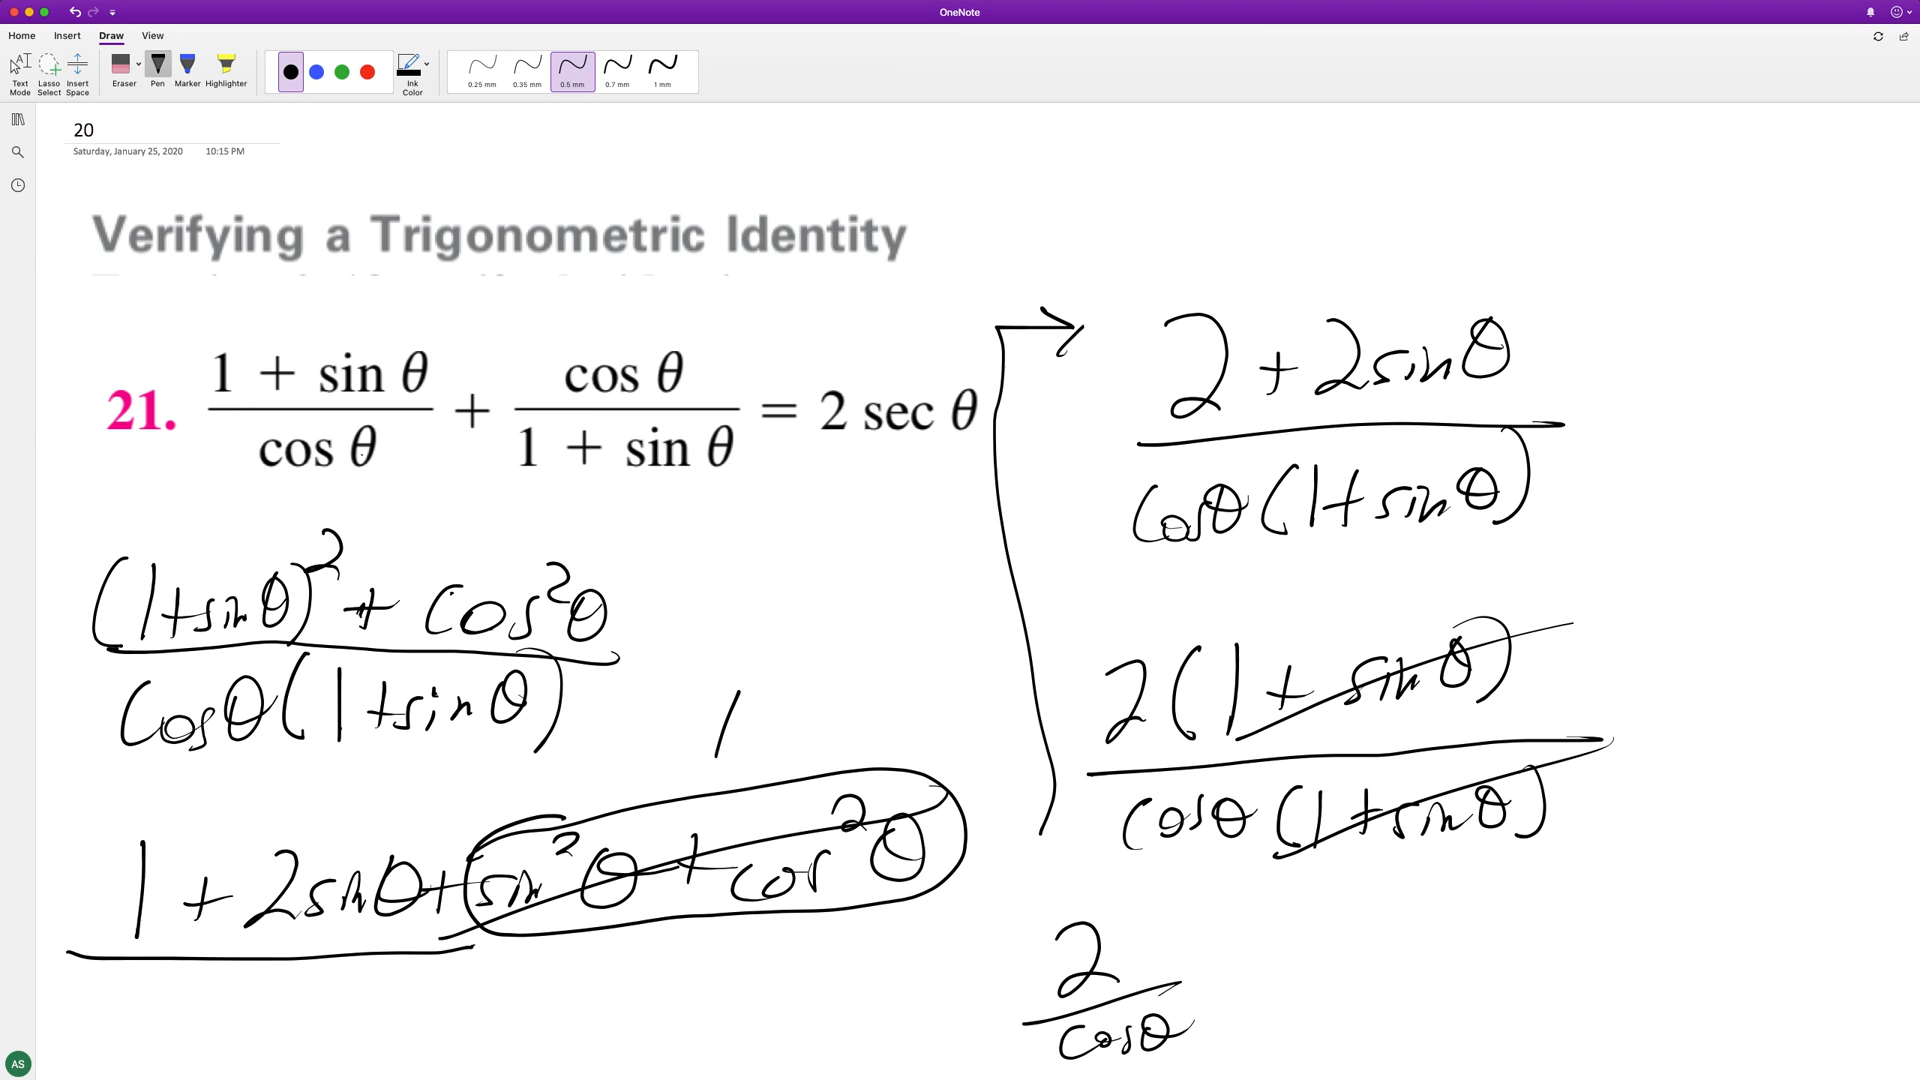 OneNote
Home Insert Draw View
Text Mode
Lasso Select
Insert Space
Eraser
Pen
Marker
Highlighter
Ink Color
0.25 mm
0.35 mm
0.5 mm
0.7 mm
1 mm
20
Saturday, January 25, 2020 10:15 PM
Verifying a Trigonometric Identity
21. (1 + sin θ)/(cos θ) + (cos θ)/(1 + sin θ) = 2 sec θ
(1+sinθ)² + cos²θ
cosθ(1+sinθ)
1
1 + 2sinθ + sin²θ + cos²θ
2 + 2sinθ
cosθ(1+sinθ)
2(1 + sinθ)
cosθ(1+sinθ)
2
cosθ
AS